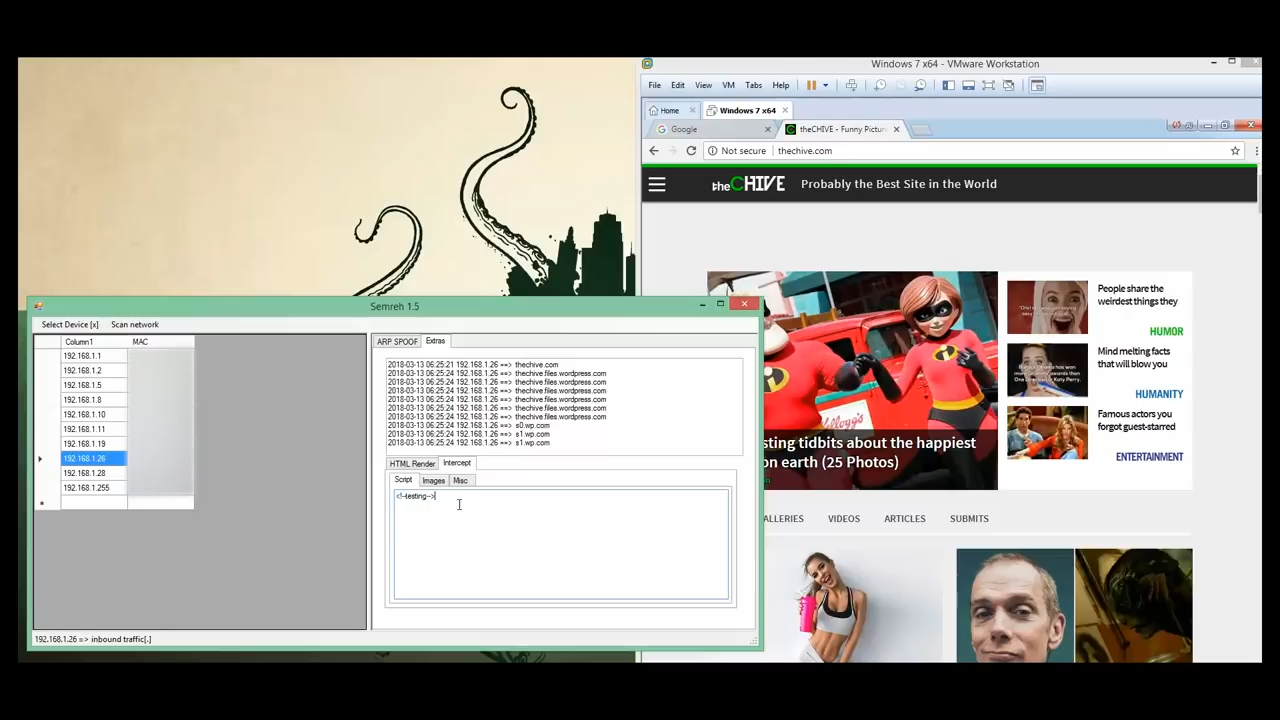 Windows 7 x64 - VMware Workstation
File Edit View VM Tabs Help
Home Windows 7 x64
Google theCHIVE - Funny Pictur
Not secure thechive.com
theCHIVE Probably the Best Site in the World
People share the
weirdest things they
HUMOR
Mind melting facts
that will blow you
HUMANITY
Famous actors you
forgot guest-starred
ENTERTAINMENT
Kellogg's
sting tidbits about the happiest
on earth (25 Photos)
ALLERIES VIDEOS ARTICLES SUBMITS
Semreh 1.5
Select Device [x] Scan network
Column1 MAC
192.168.1.1
192.168.1.2
192.168.1.5
192.168.1.8
192.168.1.10
192.168.1.11
192.168.1.19
192.168.1.26
192.168.1.28
192.168.1.255
ARP SPOOF Extras
2018-03-13 06:25:21 192.168.1.26 ==> thechive.com
2018-03-13 06:25:24 192.168.1.26 ==> thechive.files.wordpress.com
2018-03-13 06:25:24 192.168.1.26 ==> thechive.files.wordpress.com
2018-03-13 06:25:24 192.168.1.26 ==> thechive.files.wordpress.com
2018-03-13 06:25:24 192.168.1.26 ==> thechive.files.wordpress.com
2018-03-13 06:25:24 192.168.1.26 ==> thechive.files.wordpress.com
2018-03-13 06:25:24 192.168.1.26 ==> thechive.files.wordpress.com
2018-03-13 06:25:24 192.168.1.26 ==> s0.wp.com
2018-03-13 06:25:24 192.168.1.26 ==> s1.wp.com
2018-03-13 06:25:24 192.168.1.26 ==> s1.wp.com
HTML Render Intercept
Script Images Misc
<!--testing-->
192.168.1.26 => inbound traffic[.]